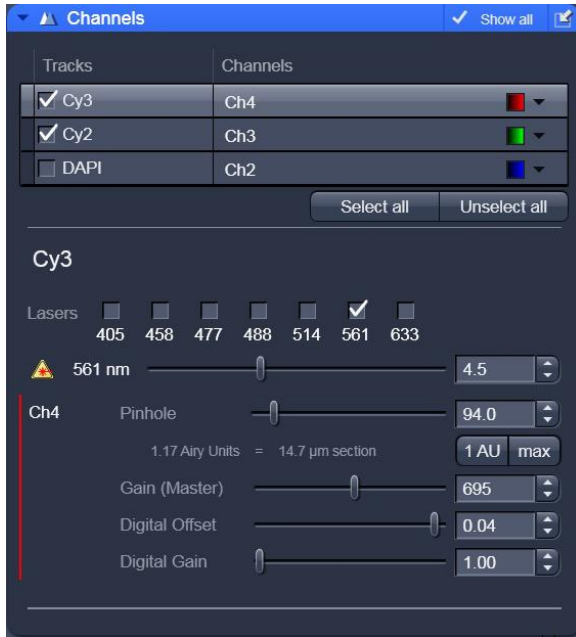 Channels Show all
Tracks Channels
Cy3 Ch4
Cy2 Ch3
DAPI Ch2
Select all Unselect all
Cy3
Lasers
405 458 477 488 514 561 633
561 nm 4.5
Ch4 Pinhole 94.0
1.17 Airy Units = 14.7 µm section 1 AU max
Gain (Master) 695
Digital Offset 0.04
Digital Gain 1.00